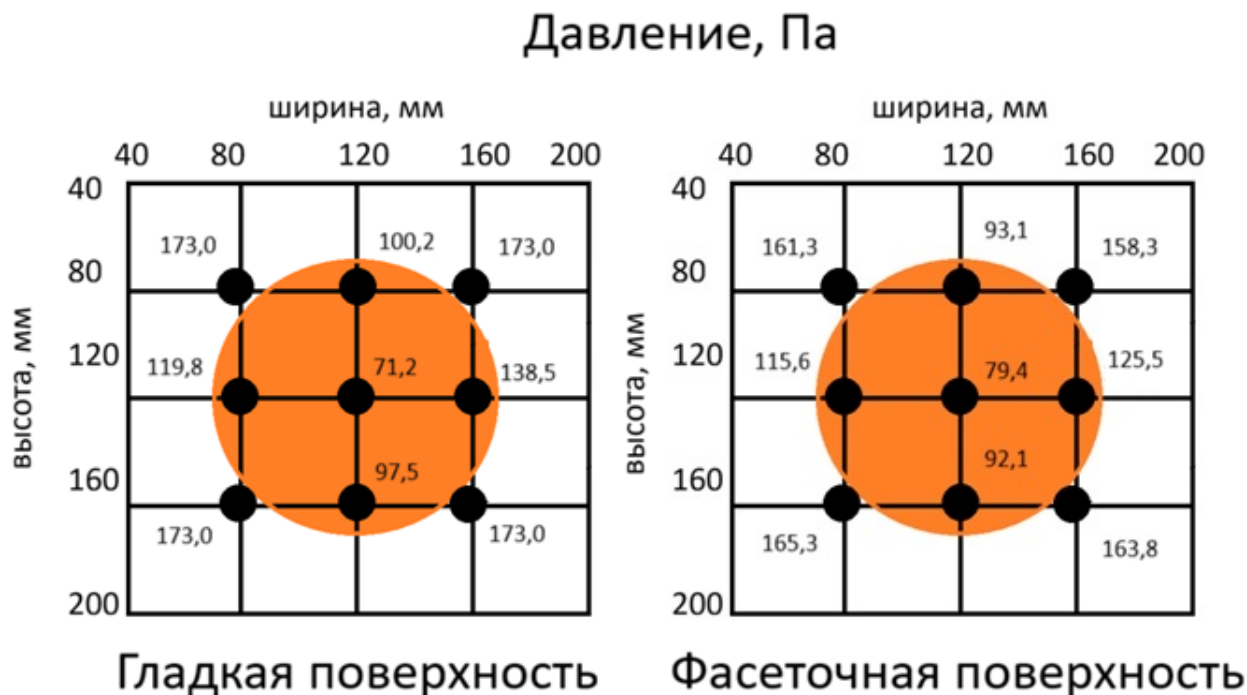 Давление, Па
ширина, мм ширина, мм
40 80 120 160 200 40 80 120 160 200
40 40
173,0 100,2 173,0 161,3 93,1 158,3
80 80
120 120
119,8 71,2 138,5 115,6 79,4 125,5
высота, мм высота, мм
97,5 92,1
160 160
173,0 173,0 165,3 163,8
200 200
Гладкая поверхность Фасеточная поверхность